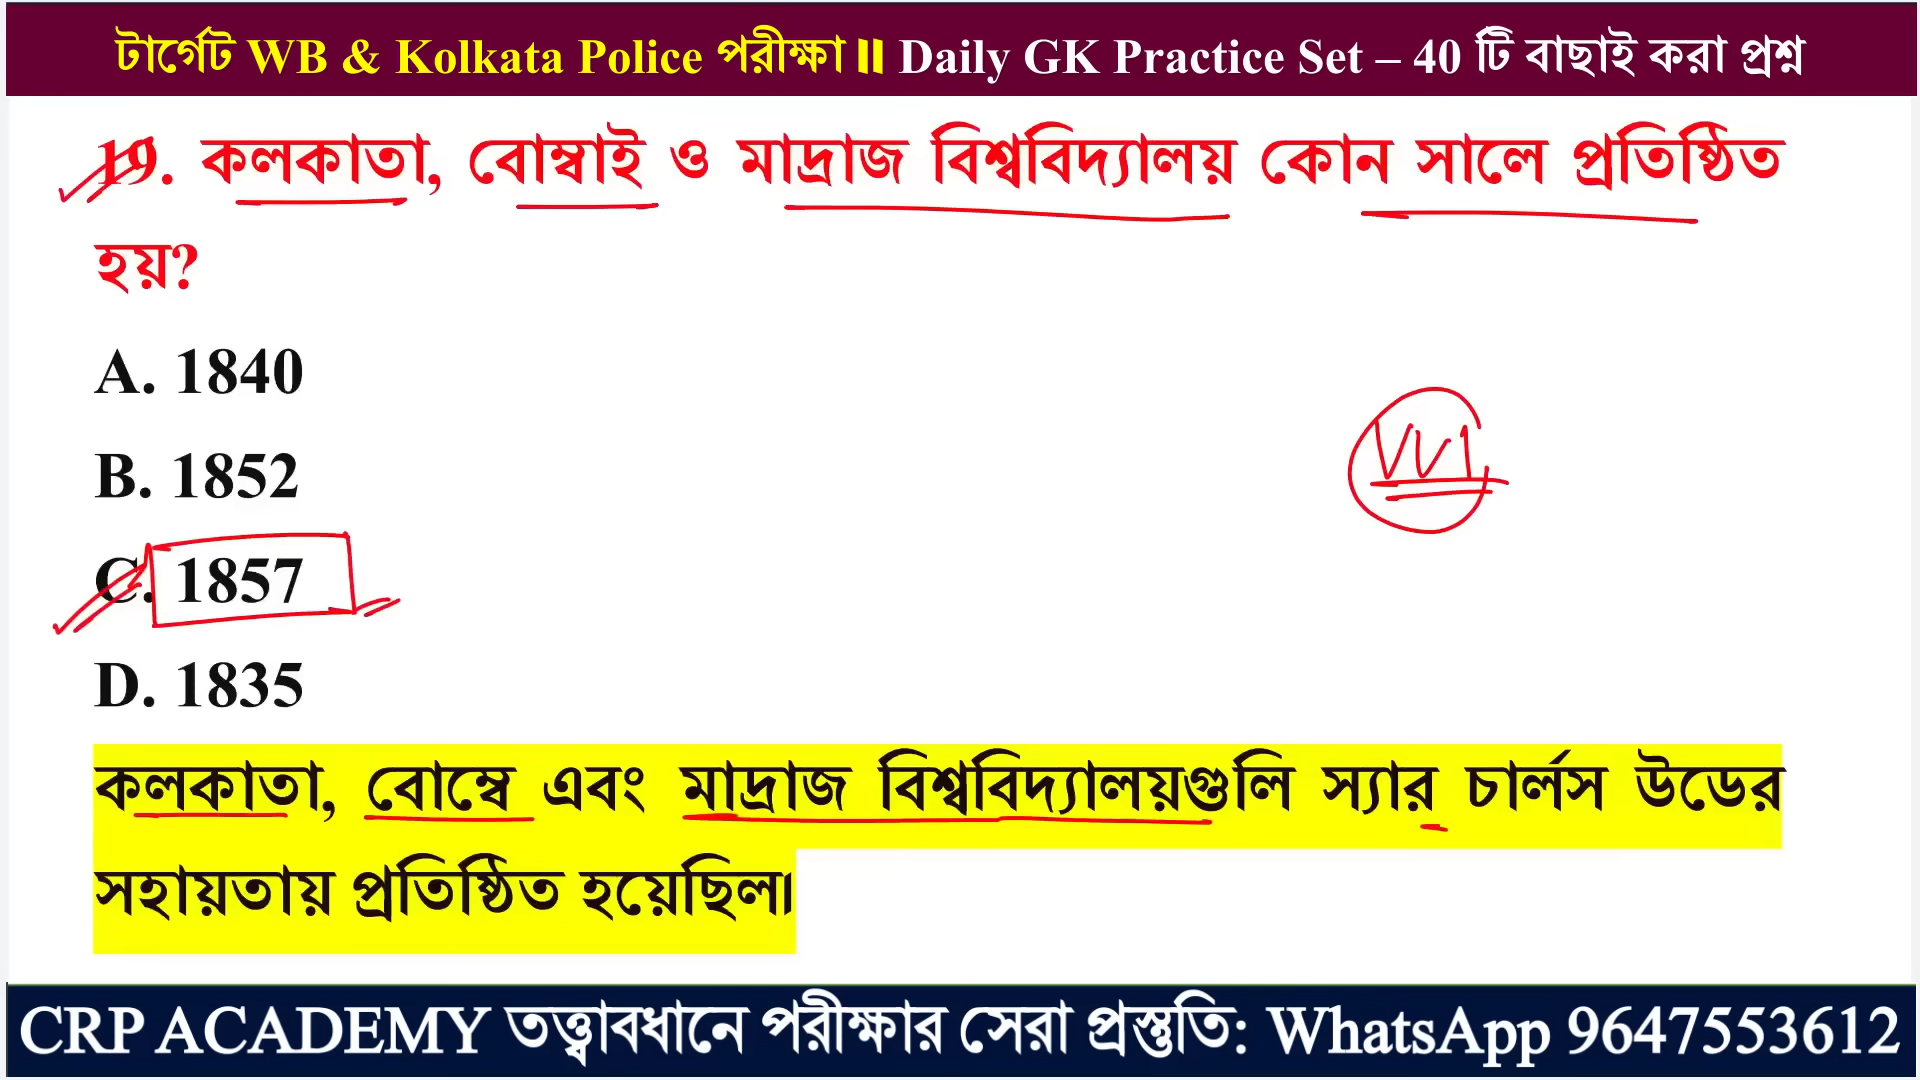 টার্গেট WB & Kolkata Police পরীক্ষা॥ Daily GK Practice Set – 40 টি বাছাই করা প্রশ্ন
19. কলকাতা, বোম্বাই ও মাদ্রাজ বিশ্ববিদ্যালয় কোন সালে প্রতিষ্ঠিত
হয়?
A. 1840
VVI
B. 1852
C. 1857
D. 1835
কলকাতা, বোম্বে এবং মাদ্রাজ বিশ্ববিদ্যালয়গুলি স্যার চার্লস উডের
সহায়তায় প্রতিষ্ঠিত হয়েছিল।
CRP ACADEMY তত্ত্বাবধানে পরীক্ষার সেরা প্রস্তুতি: WhatsApp 9647553612